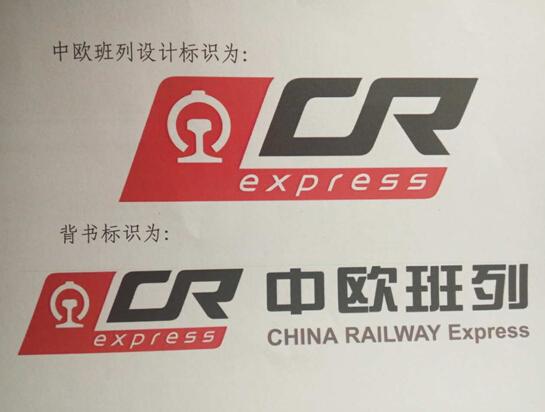 中欧班列设计标识为:
CR
express
背书标识为:
CR
express
中欧班列
CHINA RAILWAY Express